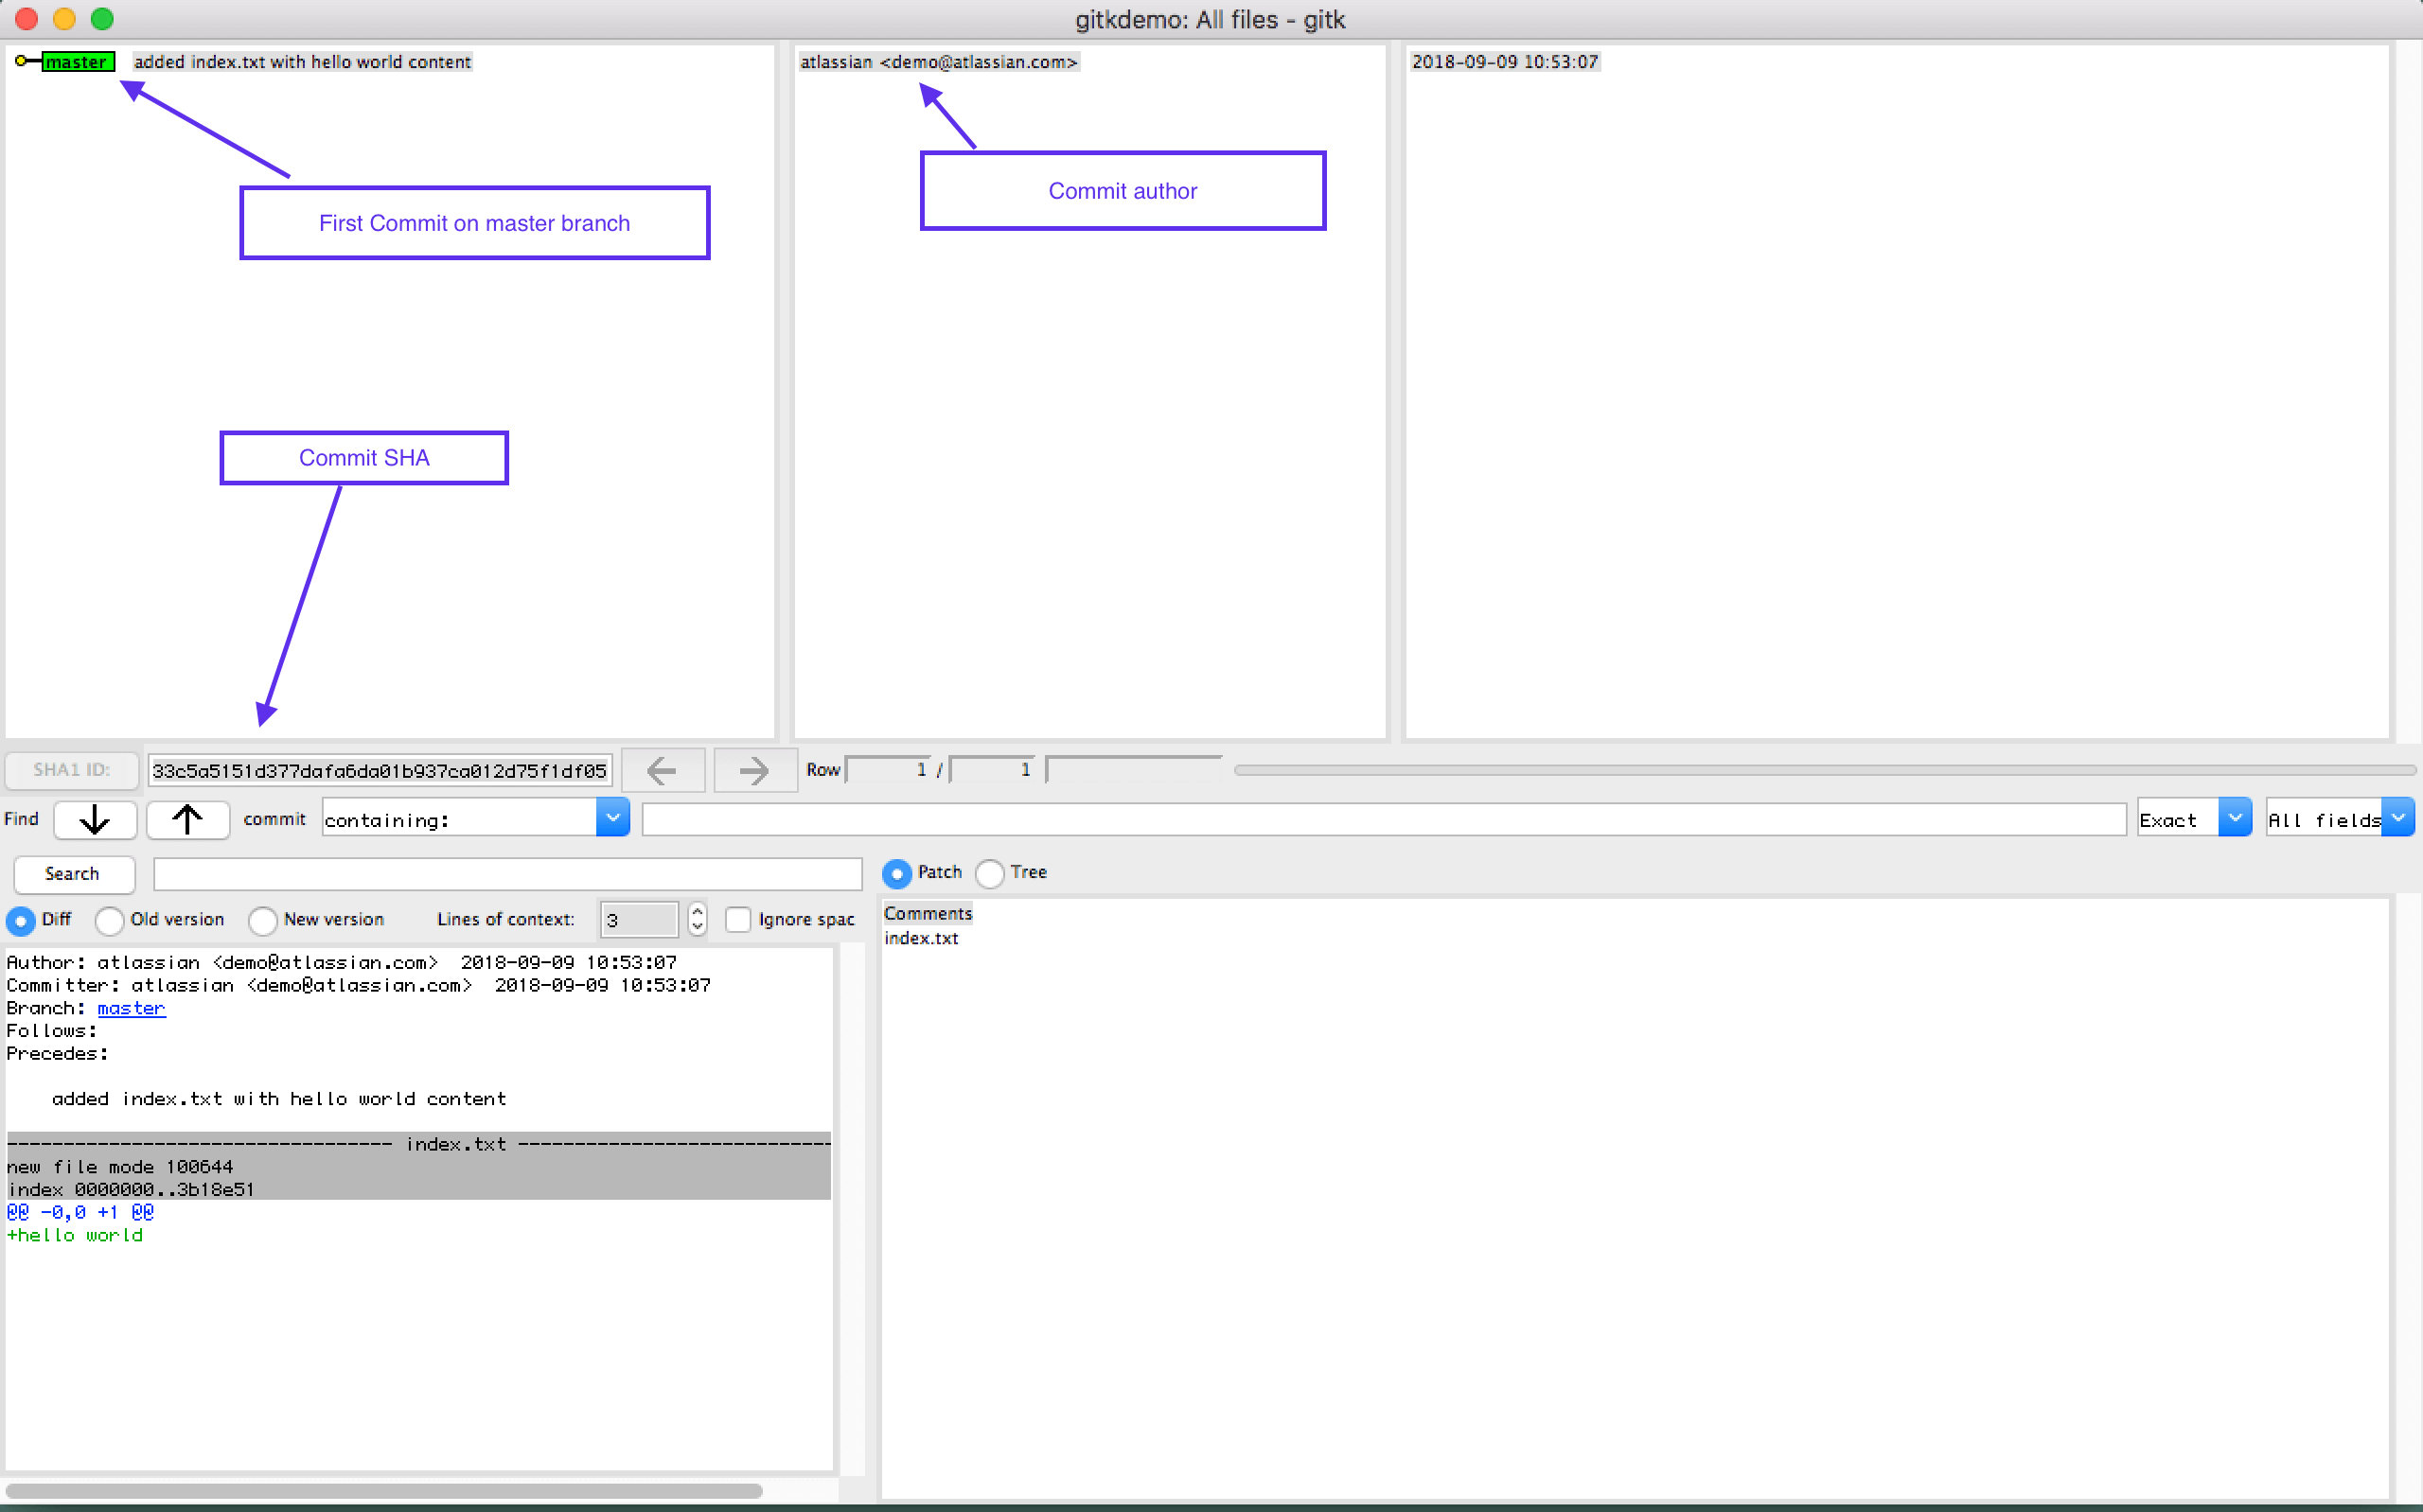 gitkdemo: All files - gitk
master added index.txt with hello world content
atlassian <demo@atlassian.com>
2018-09-09 10:53:07
First Commit on master branch
Commit author
Commit SHA
SHA1 ID: 33c5a5151d377dafa6da01b937ca012d75f1df05 Row 1 / 1
Find commit containing: Exact All fields
Search
Patch Tree
Diff Old version New version Lines of context: 3 Ignore spac
Comments
index.txt
Author: atlassian <demo@atlassian.com> 2018-09-09 10:53:07
Committer: atlassian <demo@atlassian.com> 2018-09-09 10:53:07
Branch: master
Follows:
Precedes:
added index.txt with hello world content
---------------------------------- index.txt ----------------------------
new file mode 100644
index 0000000..3b18e51
@@ -0,0 +1 @@
+hello world